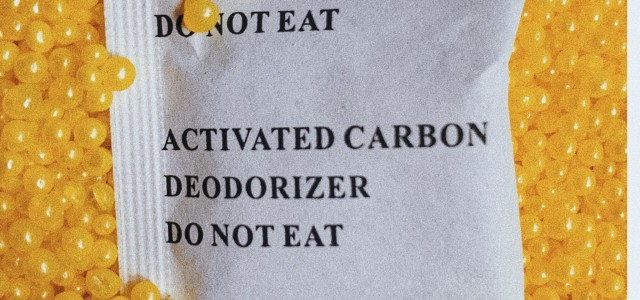 DO NOT EAT
ACTIVATED CARBON
DEODORIZER
DO NOT EAT